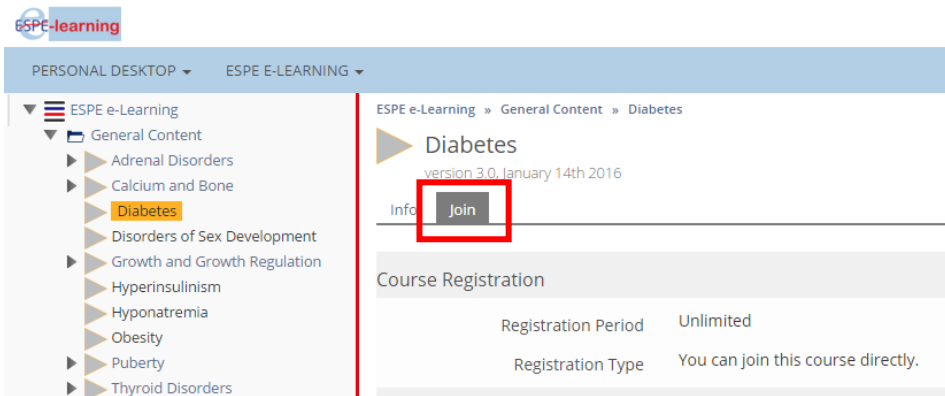 ESPE-learning
PERSONAL DESKTOP ESPE E-LEARNING
ESPE e-Learning
General Content
Adrenal Disorders
Calcium and Bone
Diabetes
Disorders of Sex Development
Growth and Growth Regulation
Hyperinsulinism
Hyponatremia
Obesity
Puberty
Thyroid Disorders
ESPE e-Learning » General Content » Diabetes
Diabetes
version 3.0, January 14th 2016
Info Join
Course Registration
Registration Period Unlimited
Registration Type You can join this course directly.